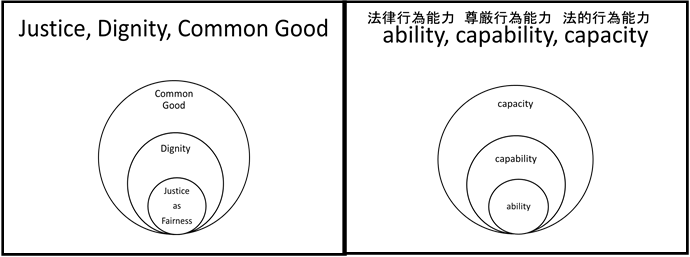 Justice, Dignity, Common Good
Common
Good
Dignity
Justice
as
Fairness
法律行為能力 尊厳行為能力 法的行為能力
ability, capability, capacity
capacity
capability
ability